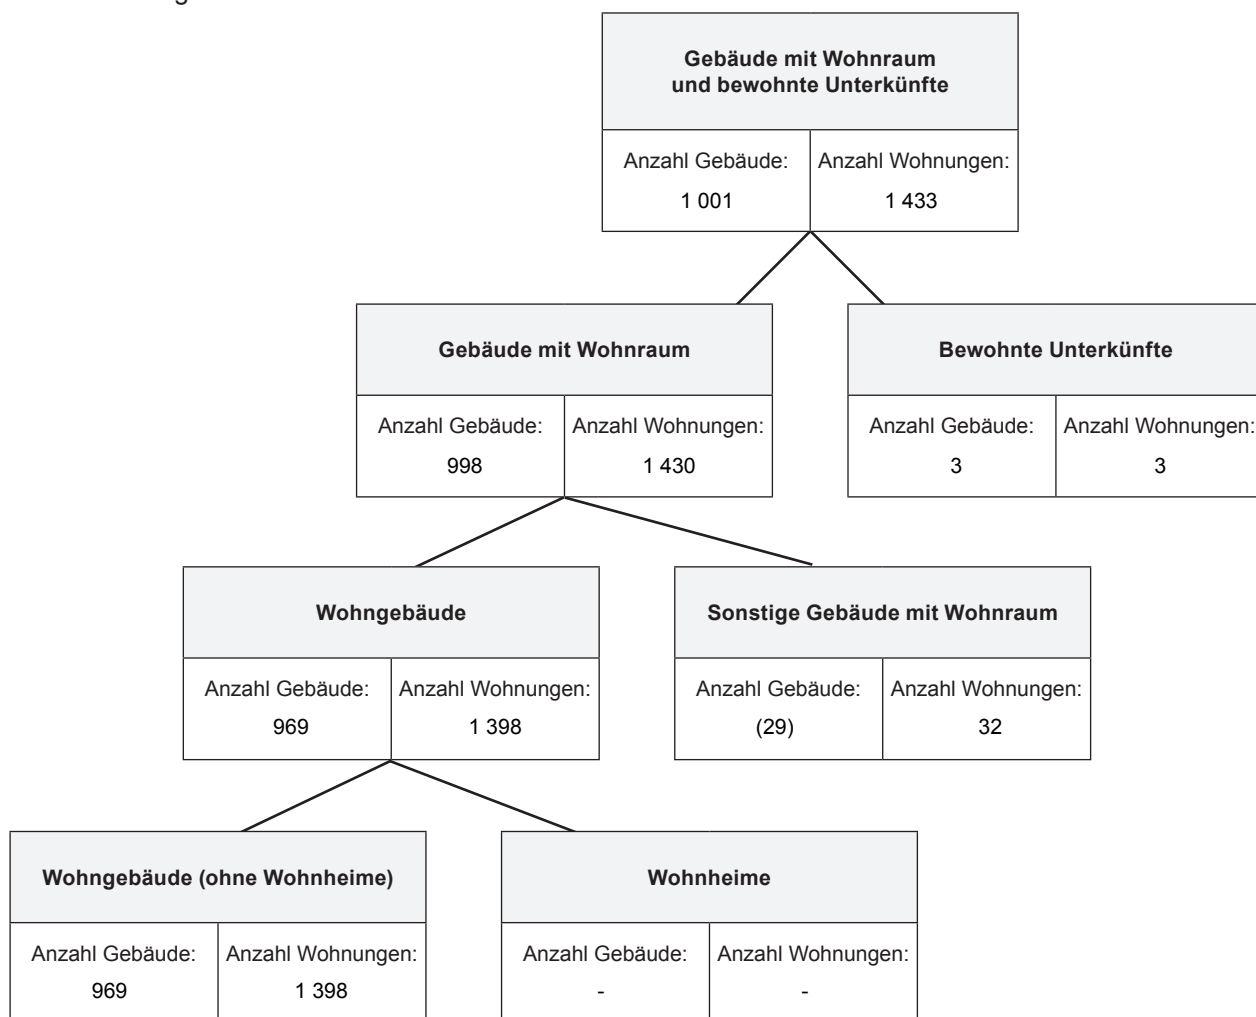 Gebäude mit Wohnraum
und bewohnte Unterkünfte
Anzahl Gebäude: Anzahl Wohnungen:
1 001 1 433
Gebäude mit Wohnraum Bewohnte Unterkünfte
Anzahl Gebäude: Anzahl Wohnungen: Anzahl Gebäude: Anzahl Wohnungen:
998 1 430 3 3
Wohngebäude Sonstige Gebäude mit Wohnraum
Anzahl Gebäude: Anzahl Wohnungen: Anzahl Gebäude: Anzahl Wohnungen:
969 1 398 (29) 32
Wohngebäude (ohne Wohnheime) Wohnheime
Anzahl Gebäude: Anzahl Wohnungen: Anzahl Gebäude: Anzahl Wohnungen:
969 1 398 - -